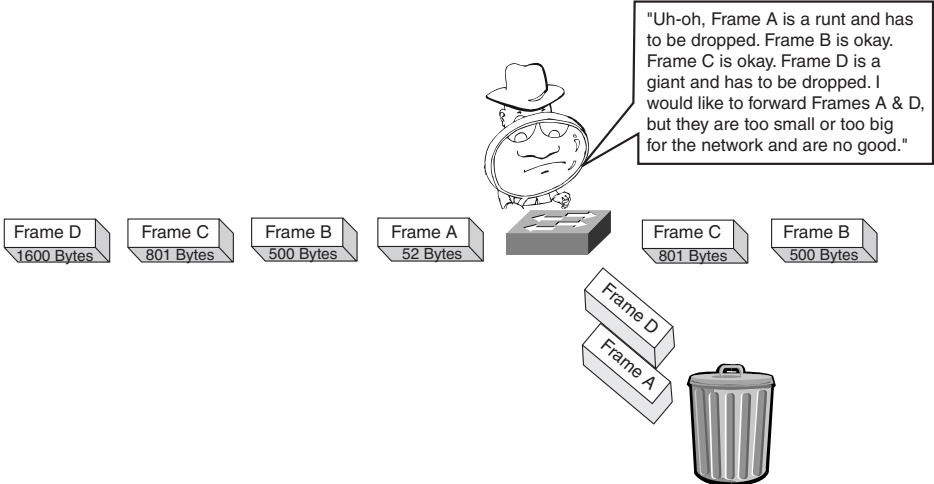 "Uh-oh, Frame A is a runt and has
to be dropped. Frame B is okay.
Frame C is okay. Frame D is a
giant and has to be dropped. I
would like to forward Frames A & D,
but they are too small or too big
for the network and are no good."
Frame D
1600 Bytes
Frame C
801 Bytes
Frame B
500 Bytes
Frame A
52 Bytes
Frame C
801 Bytes
Frame B
500 Bytes
Frame D
Frame A